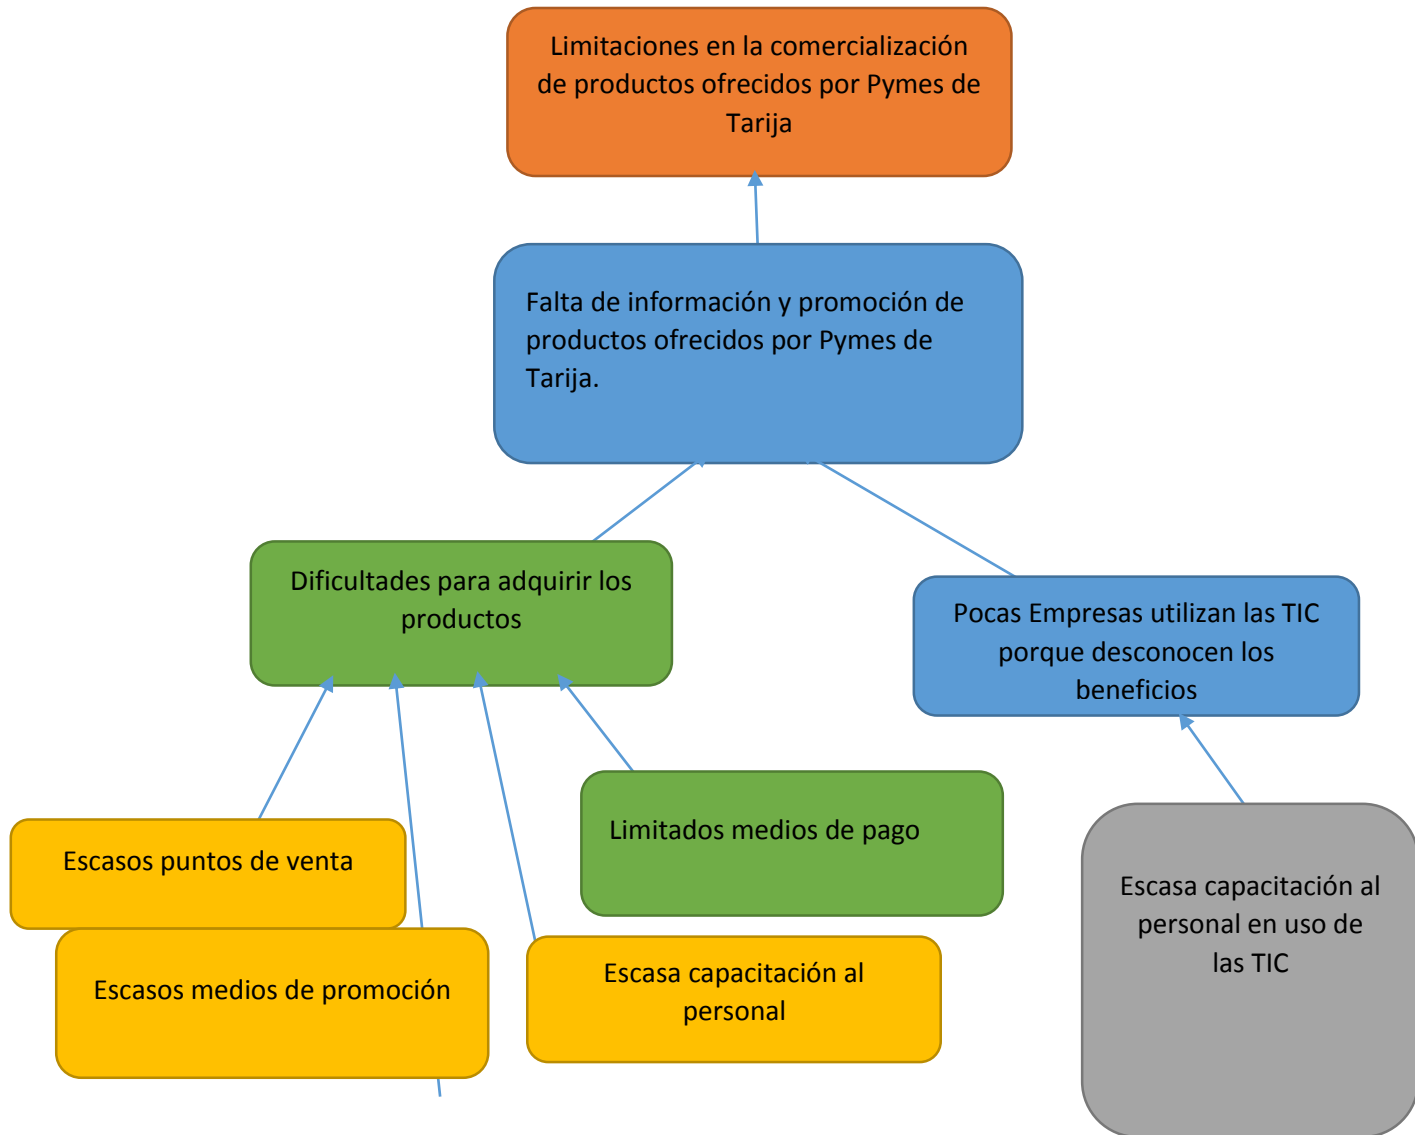 Limitaciones en la comercialización
de productos ofrecidos por Pymes de
Tarija
Falta de información y promoción de
productos ofrecidos por Pymes de
Tarija.
Dificultades para adquirir los
productos
Pocas Empresas utilizan las TIC
porque desconocen los
beneficios
Limitados medios de pago
Escasos puntos de venta
Escasa capacitación al
personal en uso de
las TIC
Escasos medios de promoción
Escasa capacitación al
personal